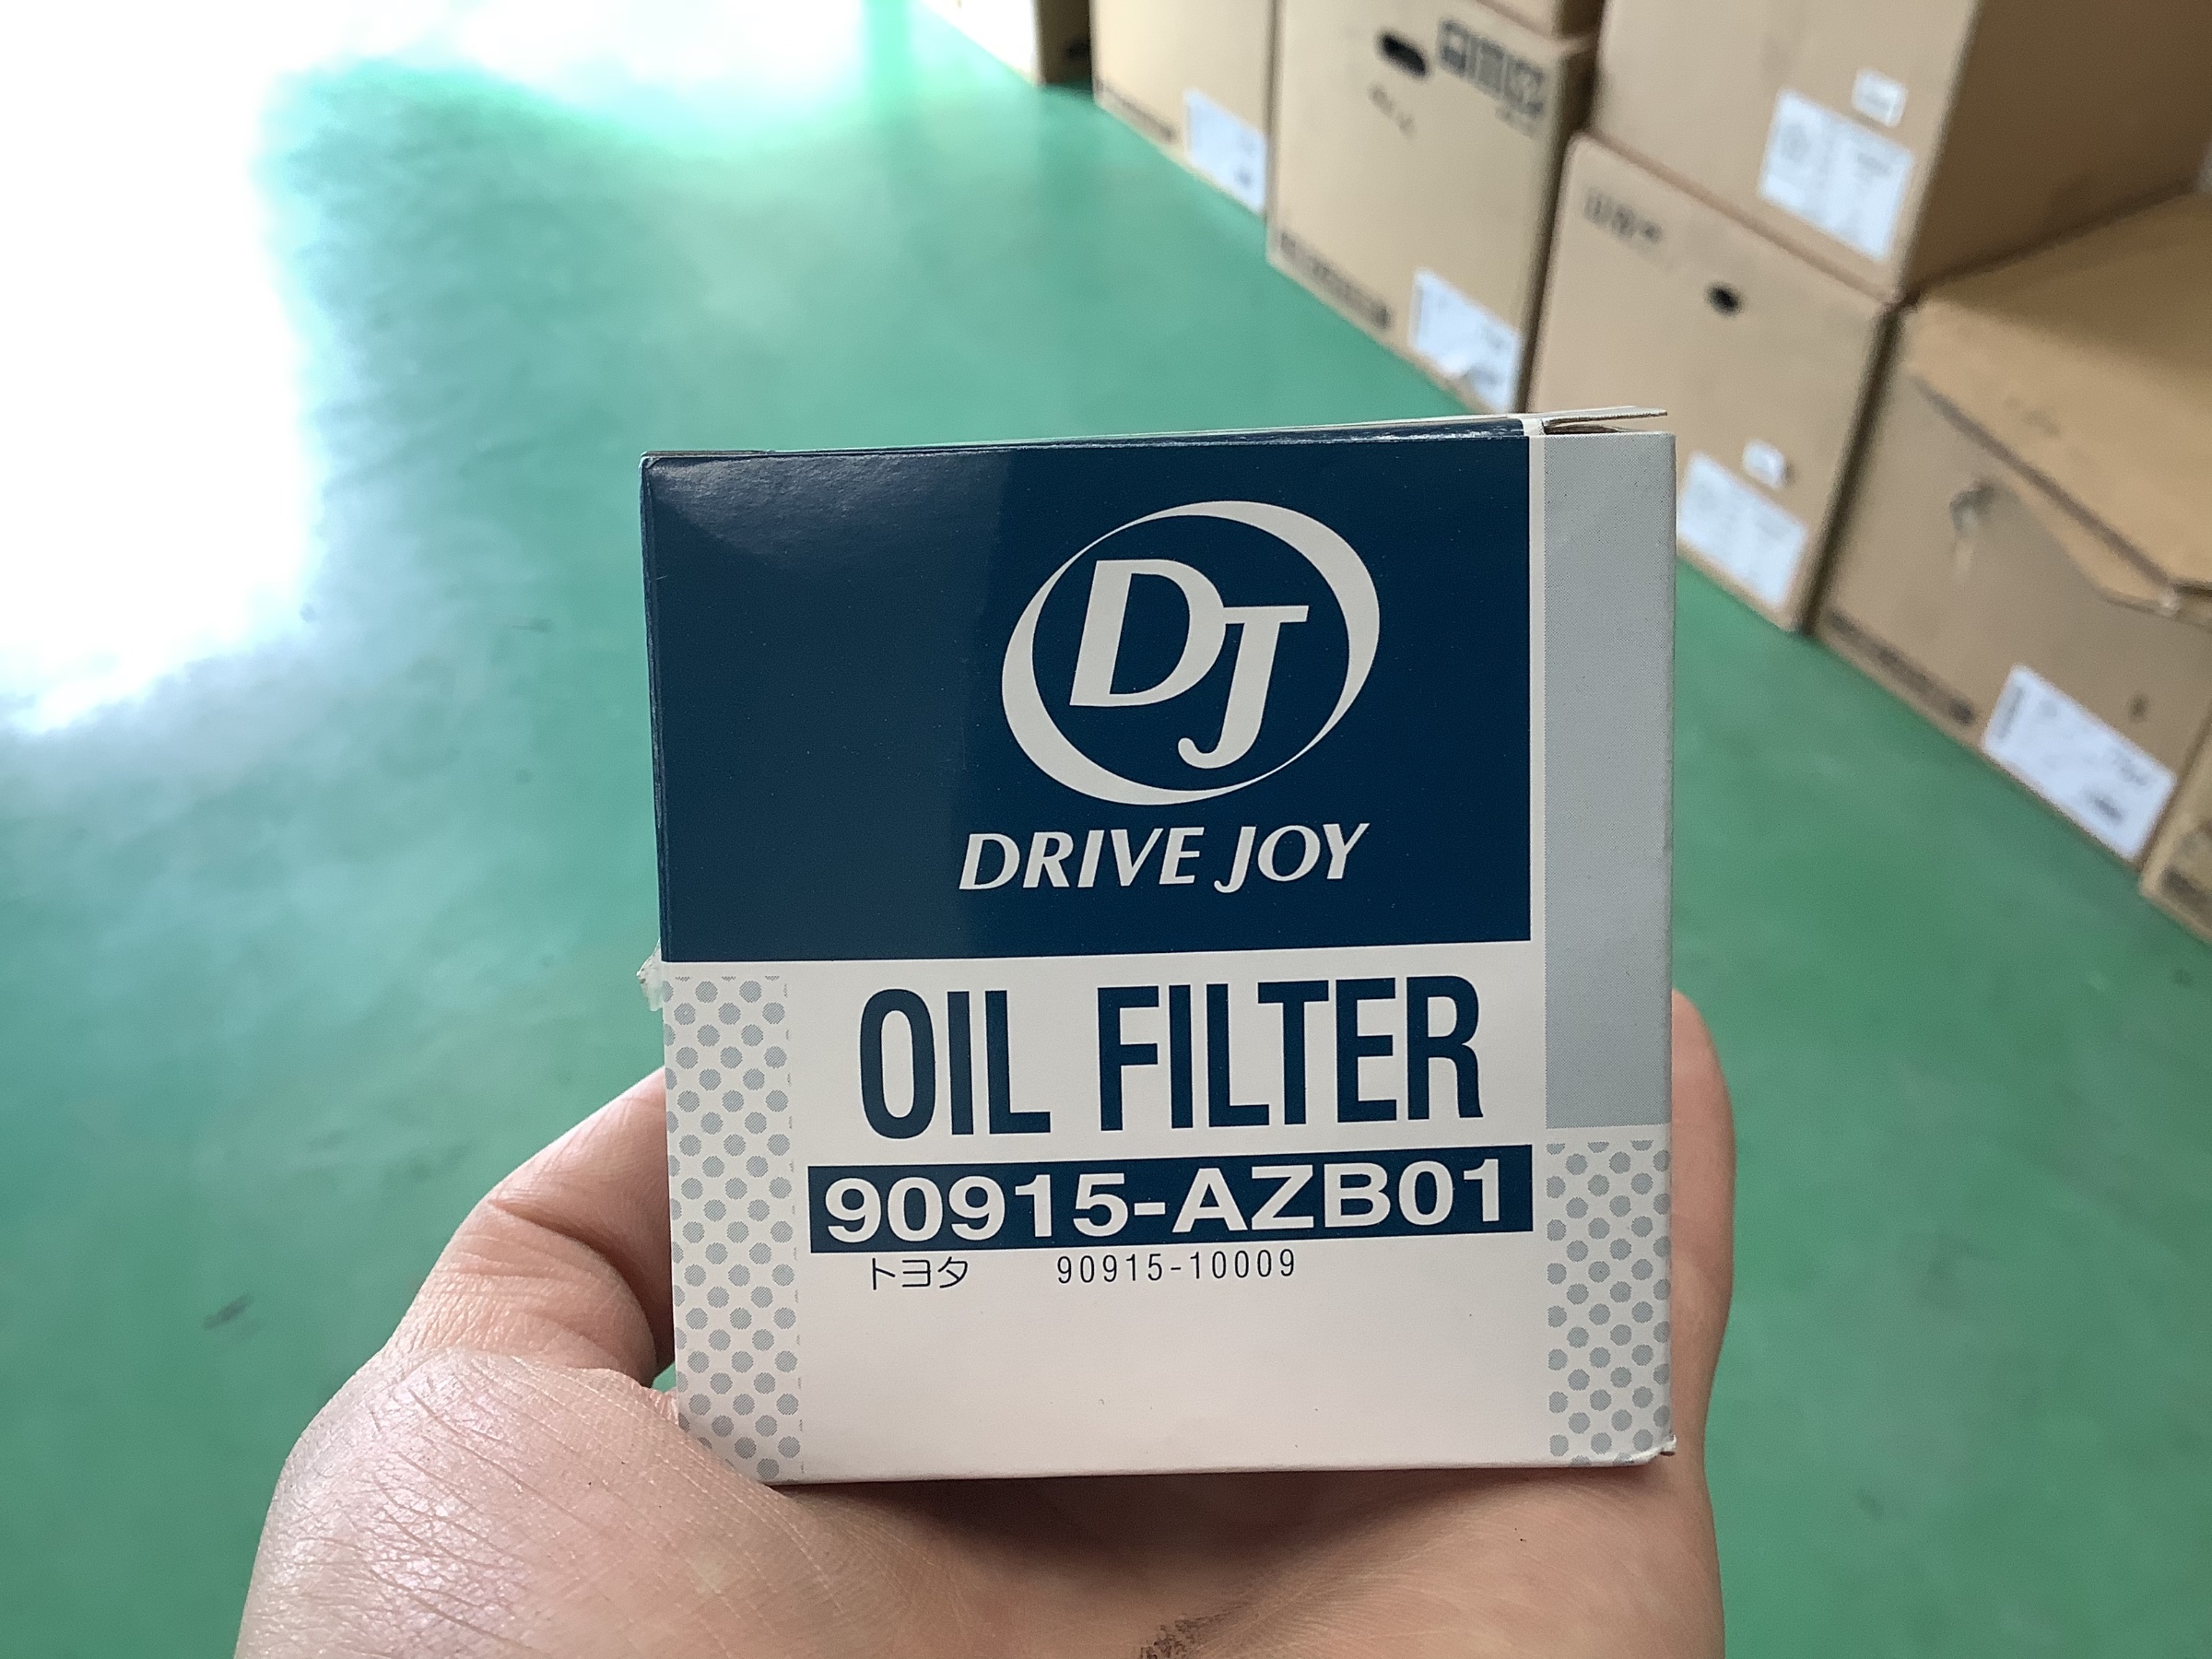 DJ
DRIVE JOY
OIL FILTER
90915-AZB01
トヨタ 90915-10009